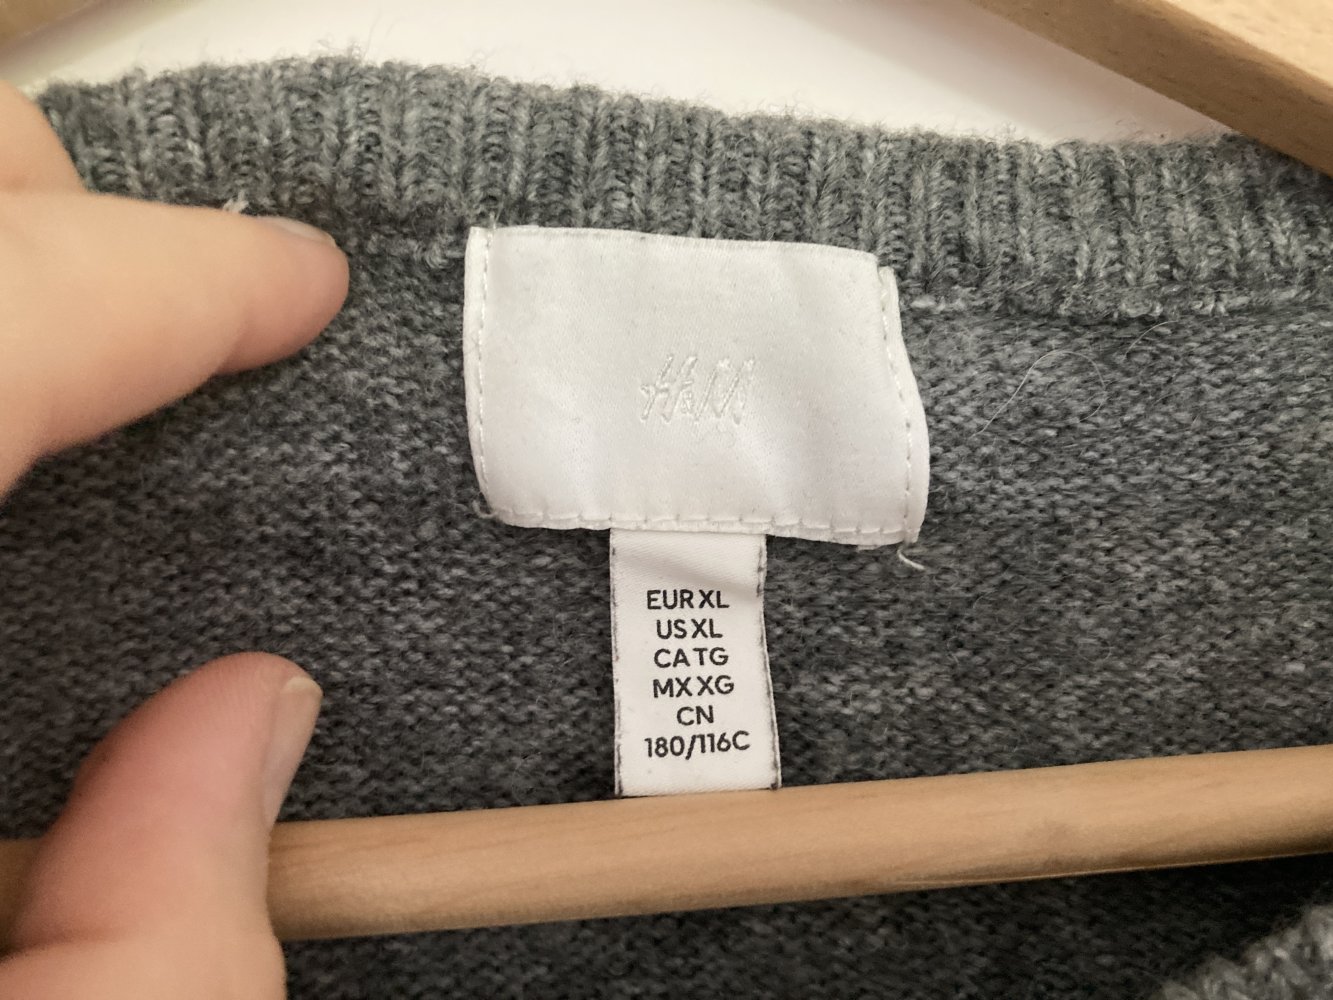 H&M
EUR XL
US XL
CA TG
MX XG
CN
180/116C